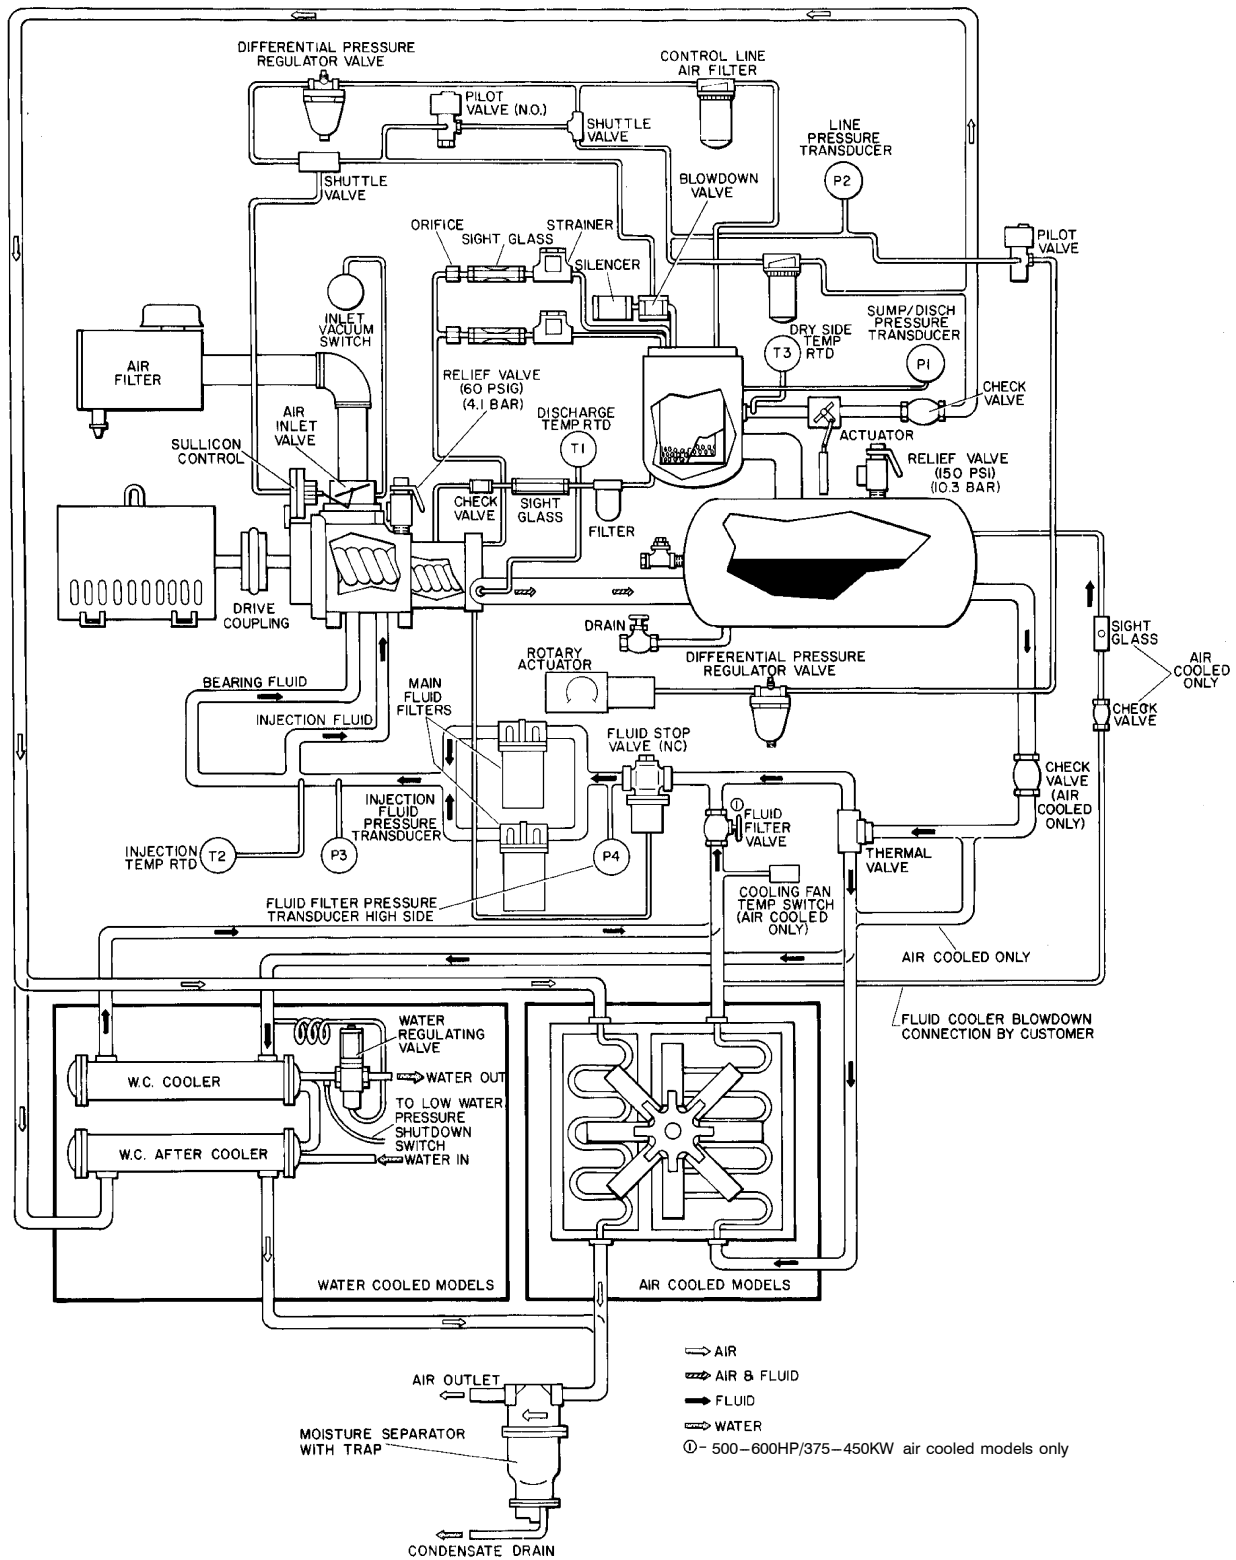 DIFFERENTIAL PRESSURE
REGULATOR VALVE
CONTROL LINE
AIR FILTER
PILOT
VALVE (N.O.)
SHUTTLE
VALVE
LINE
PRESSURE
TRANSDUCER
P2
SHUTTLE
VALVE
BLOWDOWN
VALVE
PILOT
VALVE
ORIFICE
SIGHT GLASS
STRAINER
SILENCER
INLET
VACUUM
SWITCH
SUMP/DISCH
PRESSURE
TRANSDUCER
P1
DRY SIDE
TEMP
RTD
T3
AIR
FILTER
RELIEF VALVE
(60 PSIG)
(4.1 BAR)
CHECK
VALVE
AIR
INLET
VALVE
DISCHARGE
TEMP RTD
T1
ACTUATOR
SULLICON
CONTROL
RELIEF VALVE
(150 PSI)
(10.3 BAR)
CHECK
VALVE
SIGHT
GLASS
FILTER
DRIVE
COUPLING
DRAIN
SIGHT
GLASS
AIR
COOLED
ONLY
CHECK
VALVE
ROTARY
ACTUATOR
DIFFERENTIAL PRESSURE
REGULATOR VALVE
BEARING FLUID
MAIN
FLUID
FILTERS
INJECTION FLUID
FLUID STOP
VALVE (NC)
CHECK
VALVE
(AIR
COOLED
ONLY)
INJECTION
FLUID
PRESSURE
TRANSDUCER
1
FLUID
FILTER
VALVE
THERMAL
VALVE
INJECTION
TEMP RTD
T2
P3
P4
FLUID FILTER PRESSURE
TRANSDUCER HIGH SIDE
COOLING FAN
TEMP SWITCH
(AIR COOLED
ONLY)
AIR COOLED ONLY
FLUID COOLER BLOWDOWN
CONNECTION BY CUSTOMER
WATER
REGULATING
VALVE
W.C. COOLER
WATER OUT
TO LOW WATER
PRESSURE
SHUTDOWN
SWITCH
W.C. AFTER COOLER
WATER IN
WATER COOLED MODELS
AIR COOLED MODELS
AIR
AIR & FLUID
FLUID
WATER
① – 500–600HP/375–450KW air cooled models only
AIR OUTLET
MOISTURE SEPARATOR
WITH TRAP
CONDENSATE DRAIN